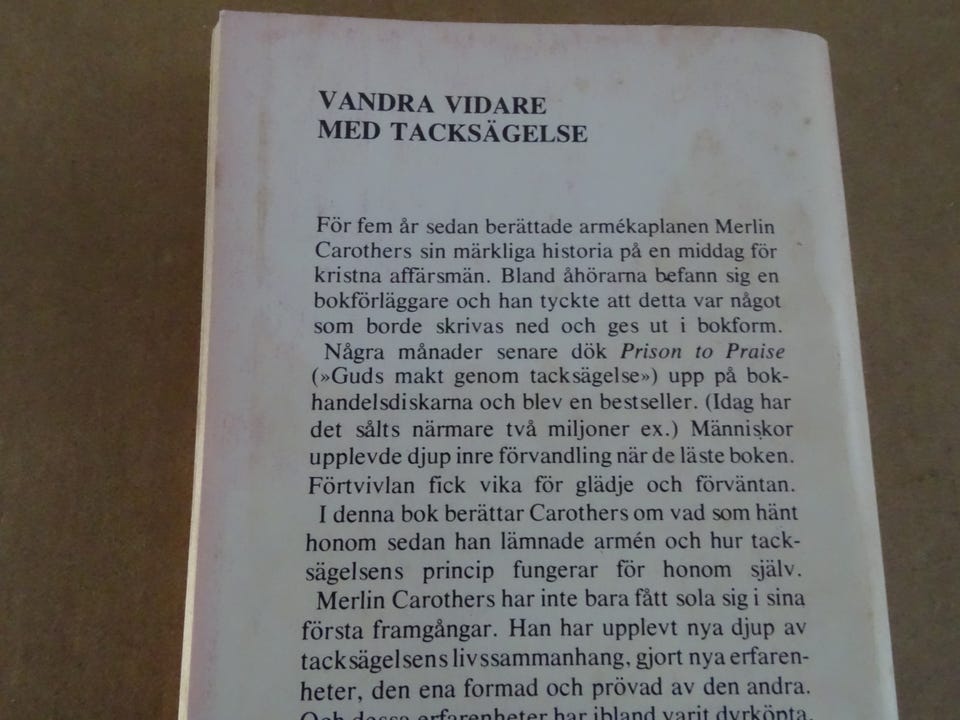 VANDRA VIDARE
MED TACKSÄGELSE
För fem år sedan berättade armékaplanen Merlin
Carothers sin märkliga historia på en middag för
kristna affärsmän. Bland åhörarna befann sig en
bokförläggare och han tyckte att detta var något
som borde skrivas ned och ges ut i bokform.
Några månader senare dök Prison to Praise
(»Guds makt genom tacksägelse») upp på bok-
handelsdiskarna och blev en bestseller. (Idag har
det sålts närmare två miljoner ex.) Människor
upplevde djup inre förvandling när de läste boken.
Förtvivlan fick vika för glädje och förväntan.
I denna bok berättar Carothers om vad som hänt
honom sedan han lämnade armén och hur tack-
sägelsens princip fungerar för honom själv.
Merlin Carothers har inte bara fått sola sig i sina
första framgångar. Han har upplevt nya djup av
tacksägelsens livssammanhang, gjort nya erfaren-
heter, den ena formad och prövad av den andra.
Och dessa erfarenheter har ibland varit dyrköpta.